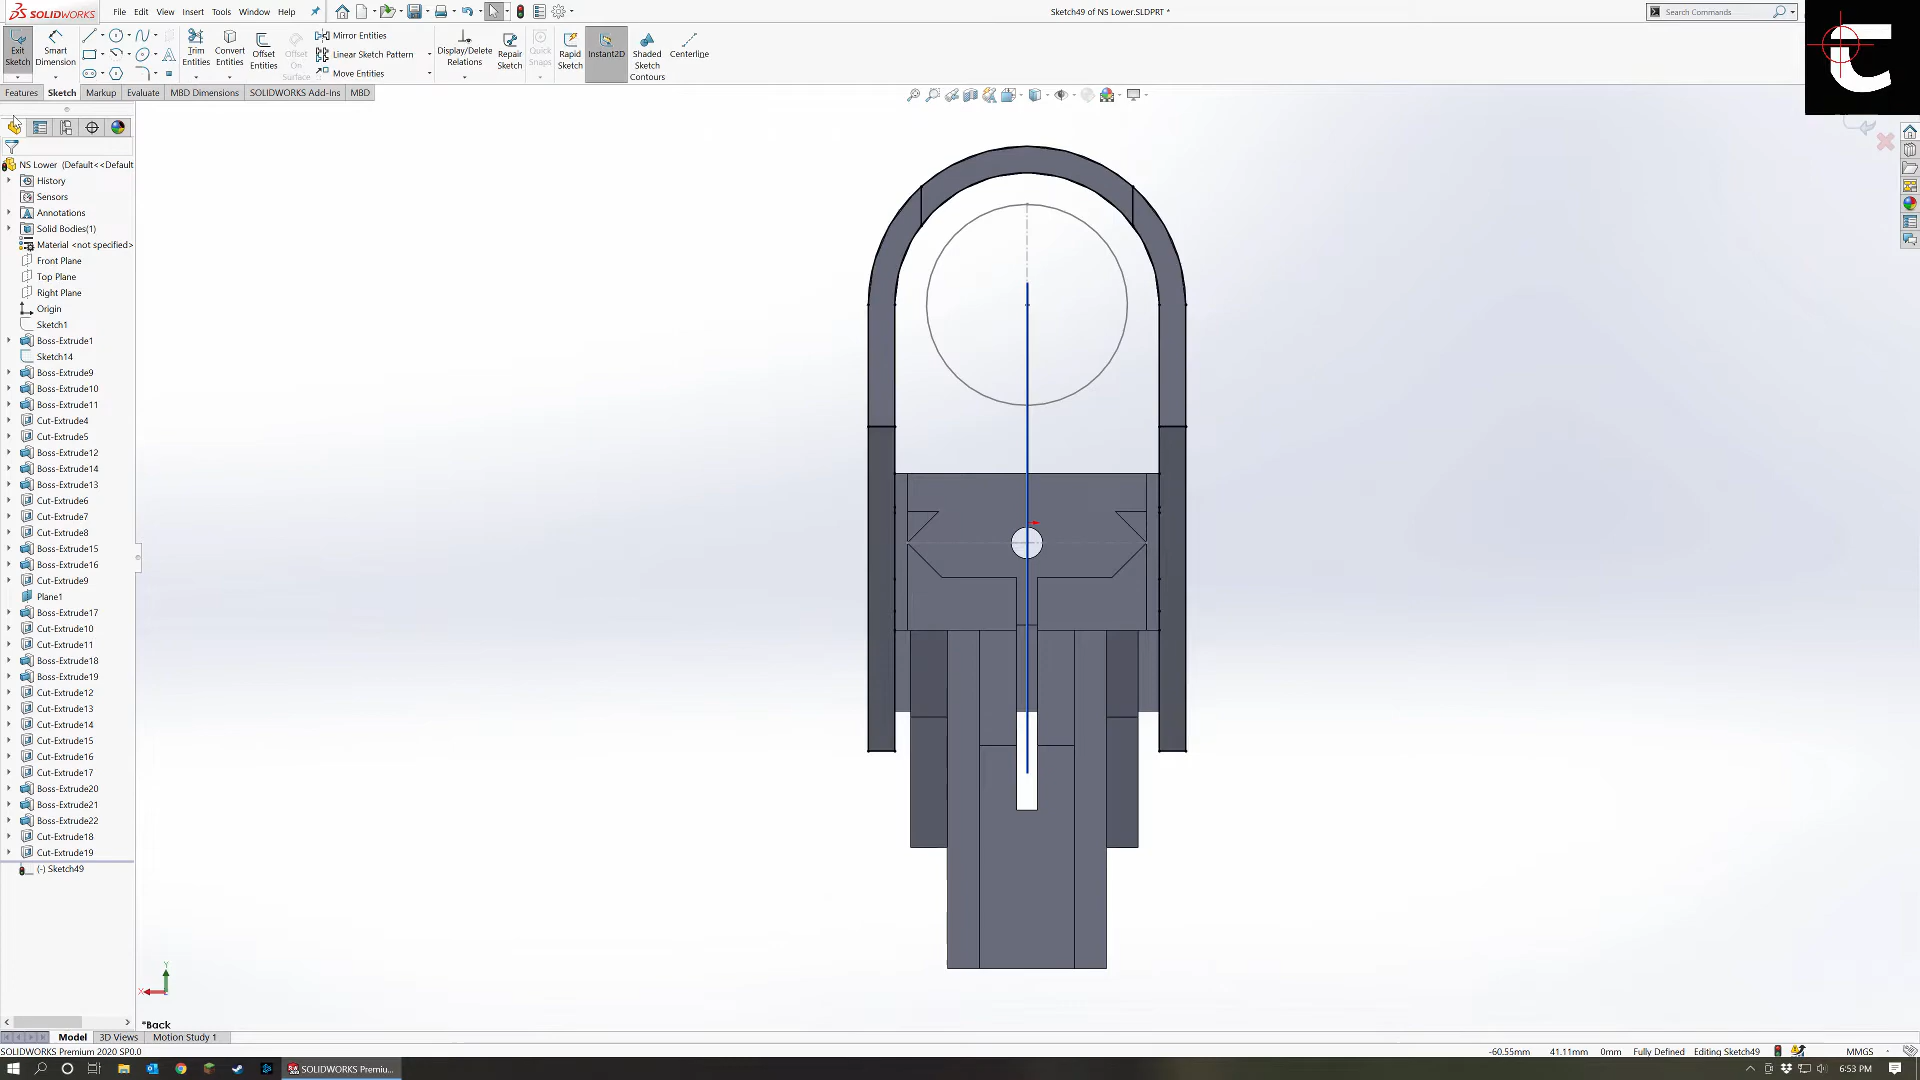 SOLIDWORKS
File Edit View Insert Tools Window Help
Sketch49 of NS Lower.SLDPRT *
Search Commands
Exit Sketch
Smart Dimension
Trim Entities
Convert Entities
Offset Entities
Offset On Surface
Mirror Entities
Linear Sketch Pattern
Move Entities
Display/Delete Relations
Repair Sketch
Quick Snaps
Rapid Sketch
Instant2D
Shaded Sketch Contours
Centerline
Features Sketch Markup Evaluate MBD Dimensions SOLIDWORKS Add-Ins MBD
NS Lower (Default<<Default
History
Sensors
Annotations
Solid Bodies(1)
Material <not specified>
Front Plane
Top Plane
Right Plane
Origin
Sketch1
Boss-Extrude1
Sketch14
Boss-Extrude9
Boss-Extrude10
Boss-Extrude11
Cut-Extrude4
Cut-Extrude5
Boss-Extrude12
Boss-Extrude14
Boss-Extrude13
Cut-Extrude6
Cut-Extrude7
Cut-Extrude8
Boss-Extrude15
Boss-Extrude16
Cut-Extrude9
Plane1
Boss-Extrude17
Cut-Extrude10
Cut-Extrude11
Boss-Extrude18
Boss-Extrude19
Cut-Extrude12
Cut-Extrude13
Cut-Extrude14
Cut-Extrude15
Cut-Extrude16
Cut-Extrude17
Boss-Extrude20
Boss-Extrude21
Boss-Extrude22
Cut-Extrude18
Cut-Extrude19
(-) Sketch49
Y
X
*Back
Model 3D Views Motion Study 1
SOLIDWORKS Premium 2020 SP0.0
-60.55mm 41.11mm 0mm Fully Defined Editing Sketch49 MMGS
SOLIDWORKS Premiu...
6:53 PM